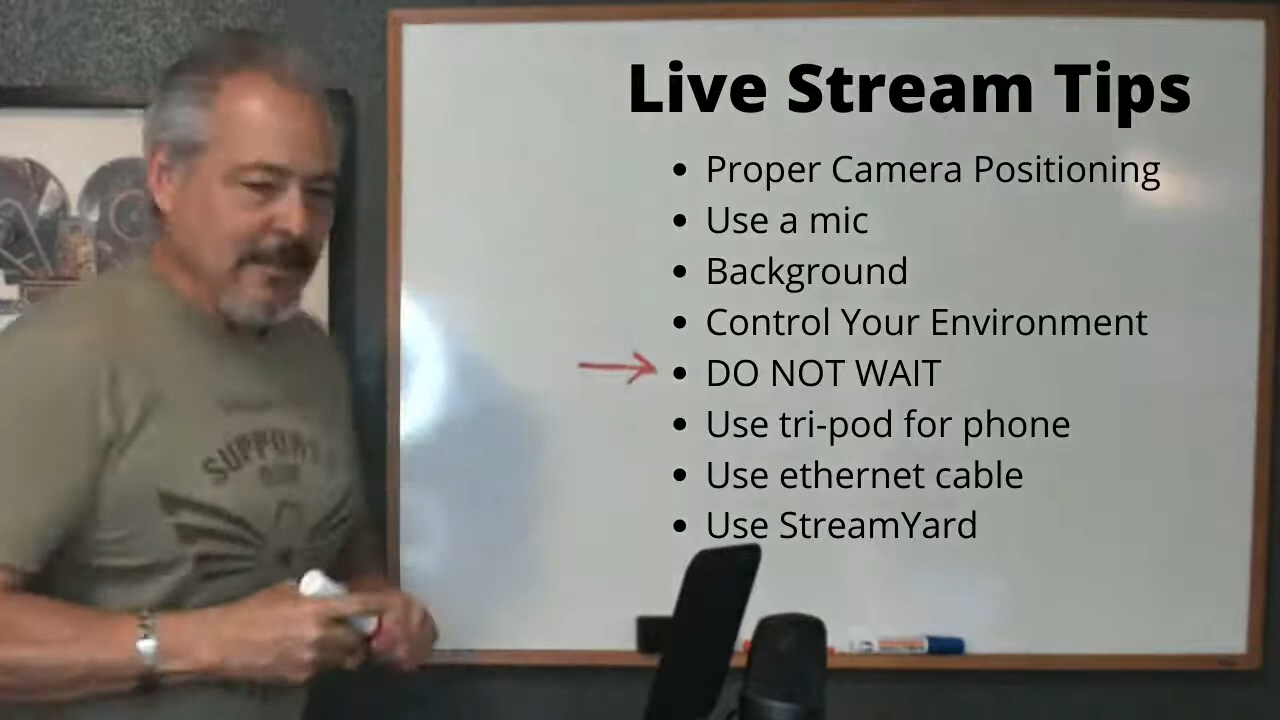 Live Stream Tips
• Proper Camera Positioning
• Use a mic
• Background
• Control Your Environment
• DO NOT WAIT
• Use tri-pod for phone
• Use ethernet cable
• Use StreamYard
SUPPORT